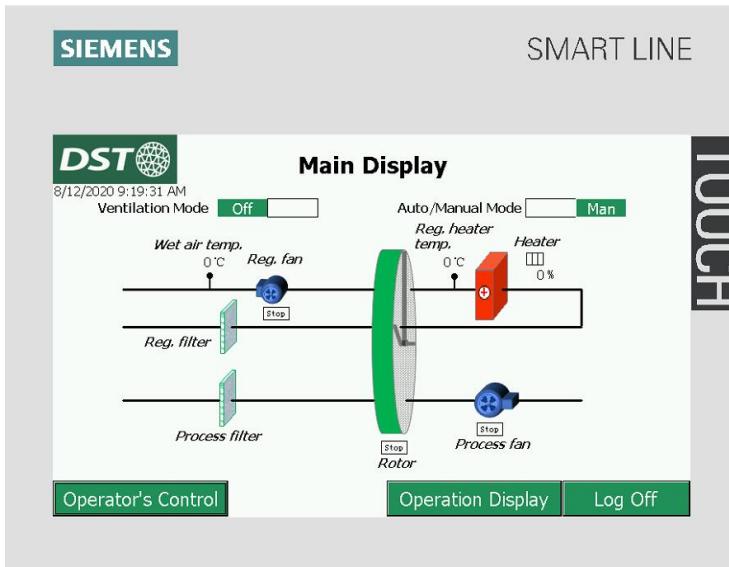 SIEMENS
SMART LINE
TOUCH
DST
Main Display
8/12/2020 9:19:31 AM
Ventilation Mode Off
Auto/Manual Mode Man
Wet air temp.
0°C
Reg. fan
Stop
Reg. heater
temp.
0°C
Heater
0%
Reg. filter
Process filter
Stop
Rotor
Stop
Process fan
Operator's Control
Operation Display
Log Off